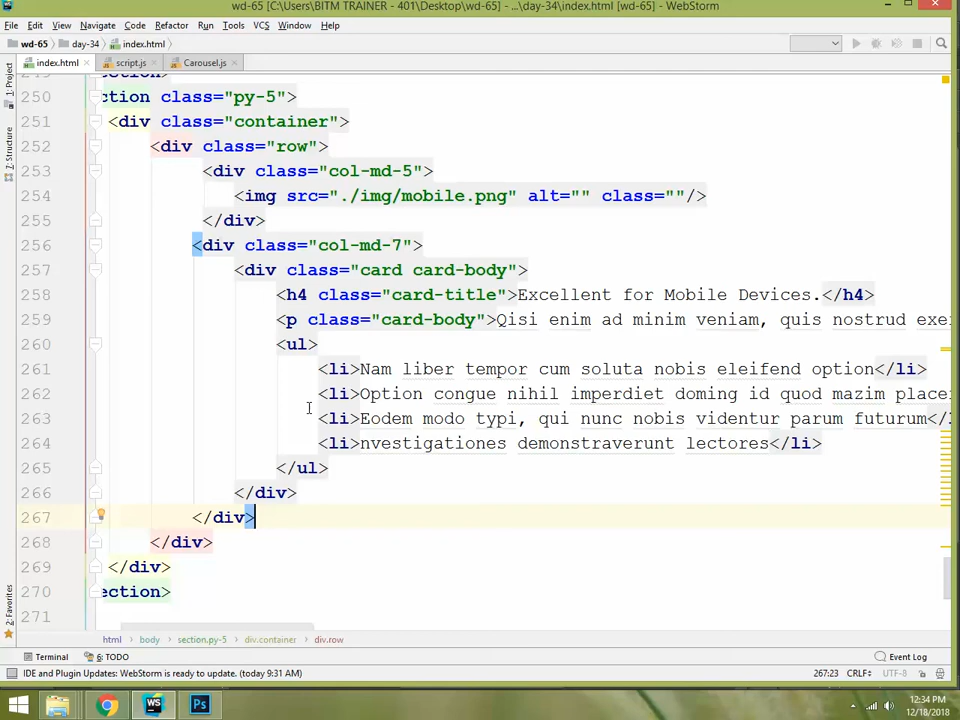 wd-65 [C:\Users\BITM TRAINER - 401\Desktop\wd-65] - ...\day-34\index.html [wd-65] - WebStorm
File Edit View Navigate Code Refactor Run Tools VCS Window Help
wd-65 day-34 index.html
index.html script.js Carousel.js
1: Project
7: Structure
2: Favorites
250 ction class="py-5">
251 <div class="container">
252 <div class="row">
253 <div class="col-md-5">
254 <img src="./img/mobile.png" alt="" class=""/>
255 </div>
256 <div class="col-md-7">
257 <div class="card card-body">
258 <h4 class="card-title">Excellent for Mobile Devices.</h4>
259 <p class="card-body">Qisi enim ad minim veniam, quis nostrud exe
260 <ul>
261 <li>Nam liber tempor cum soluta nobis eleifend option</li>
262 <li>Option congue nihil imperdiet doming id quod mazim place
263 <li>Eodem modo typi, qui nunc nobis videntur parum futurum</l
264 <li>nvestigationes demonstraverunt lectores</li>
265 </ul>
266 </div>
267 </div>
268 </div>
269 </div>
270 ection>
271
html body section.py-5 div.container div.row
Terminal 6: TODO Event Log
IDE and Plugin Updates: WebStorm is ready to update. (today 9:31 AM) 267:23 CRLF UTF-8
WS Ps
12:34 PM
12/18/2018